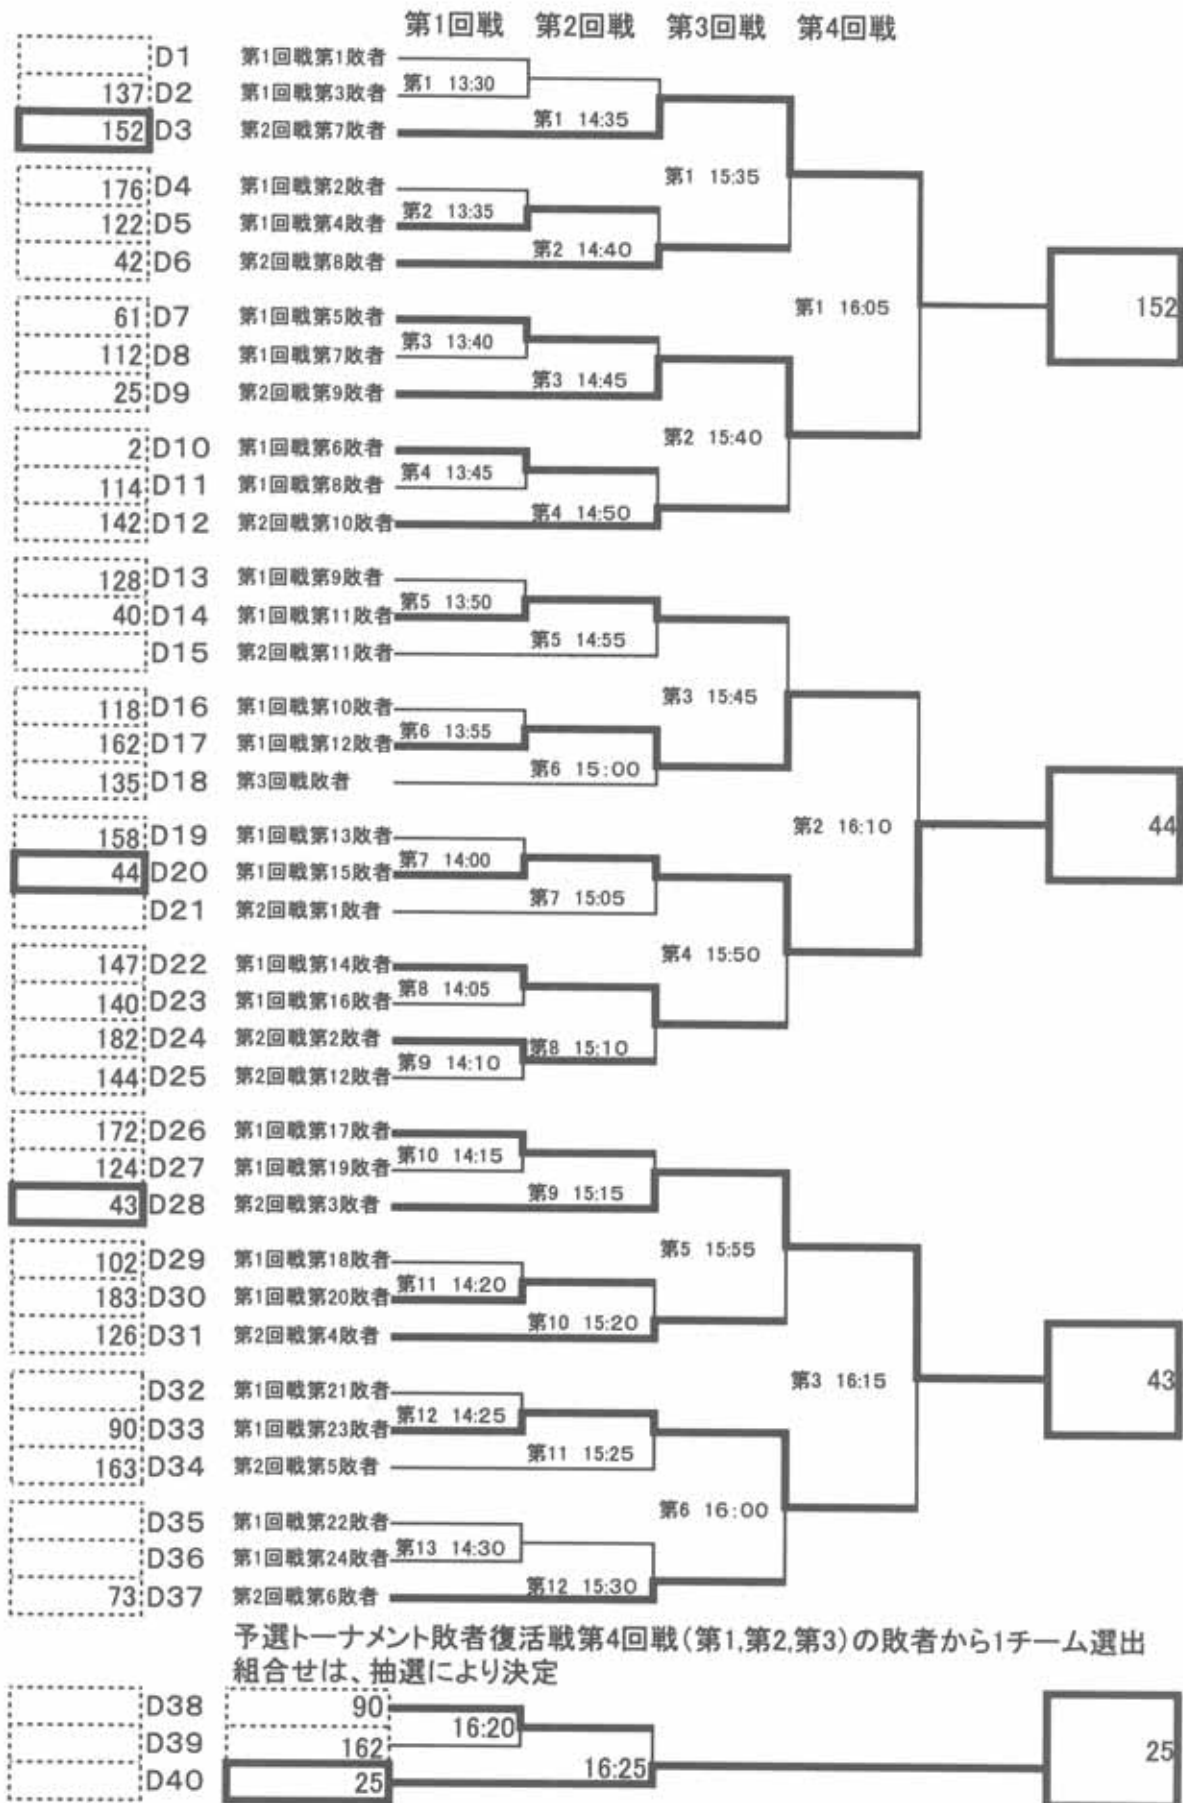 第1回戦 第2回戦 第3回戦 第4回戦
D1 第1回戦第1敗者
第1 13:30
137 D2 第1回戦第3敗者
第1 14:35
152 D3 第2回戦第7敗者
第1 15:35
176 D4 第1回戦第2敗者
第2 13:35
122 D5 第1回戦第4敗者
第2 14:40
42 D6 第2回戦第8敗者
第1 16:05
152
61 D7 第1回戦第5敗者
第3 13:40
112 D8 第1回戦第7敗者
第3 14:45
25 D9 第2回戦第9敗者
第2 15:40
2 D10 第1回戦第6敗者
第4 13:45
114 D11 第1回戦第8敗者
第4 14:50
142 D12 第2回戦第10敗者
128 D13 第1回戦第9敗者
第5 13:50
40 D14 第1回戦第11敗者
第5 14:55
D15 第2回戦第11敗者
第3 15:45
118 D16 第1回戦第10敗者
第6 13:55
162 D17 第1回戦第12敗者
第6 15:00
135 D18 第3回戦敗者
第2 16:10
44
158 D19 第1回戦第13敗者
第7 14:00
44 D20 第1回戦第15敗者
第7 15:05
D21 第2回戦第1敗者
第4 15:50
147 D22 第1回戦第14敗者
第8 14:05
140 D23 第1回戦第16敗者
182 D24 第2回戦第2敗者
第8 15:10
第9 14:10
144 D25 第2回戦第12敗者
172 D26 第1回戦第17敗者
第10 14:15
124 D27 第1回戦第19敗者
第9 15:15
43 D28 第2回戦第3敗者
第5 15:55
102 D29 第1回戦第18敗者
第11 14:20
183 D30 第1回戦第20敗者
第10 15:20
126 D31 第2回戦第4敗者
第3 16:15
43
D32 第1回戦第21敗者
第12 14:25
90 D33 第1回戦第23敗者
第11 15:25
163 D34 第2回戦第5敗者
第6 16:00
D35 第1回戦第22敗者
第13 14:30
D36 第1回戦第24敗者
第12 15:30
73 D37 第2回戦第6敗者
予選トーナメント敗者復活戦第4回戦(第1,第2,第3)の敗者から1チーム選出
組合せは、抽選により決定
D38 90
16:20
D39 162
16:25
25
D40 25